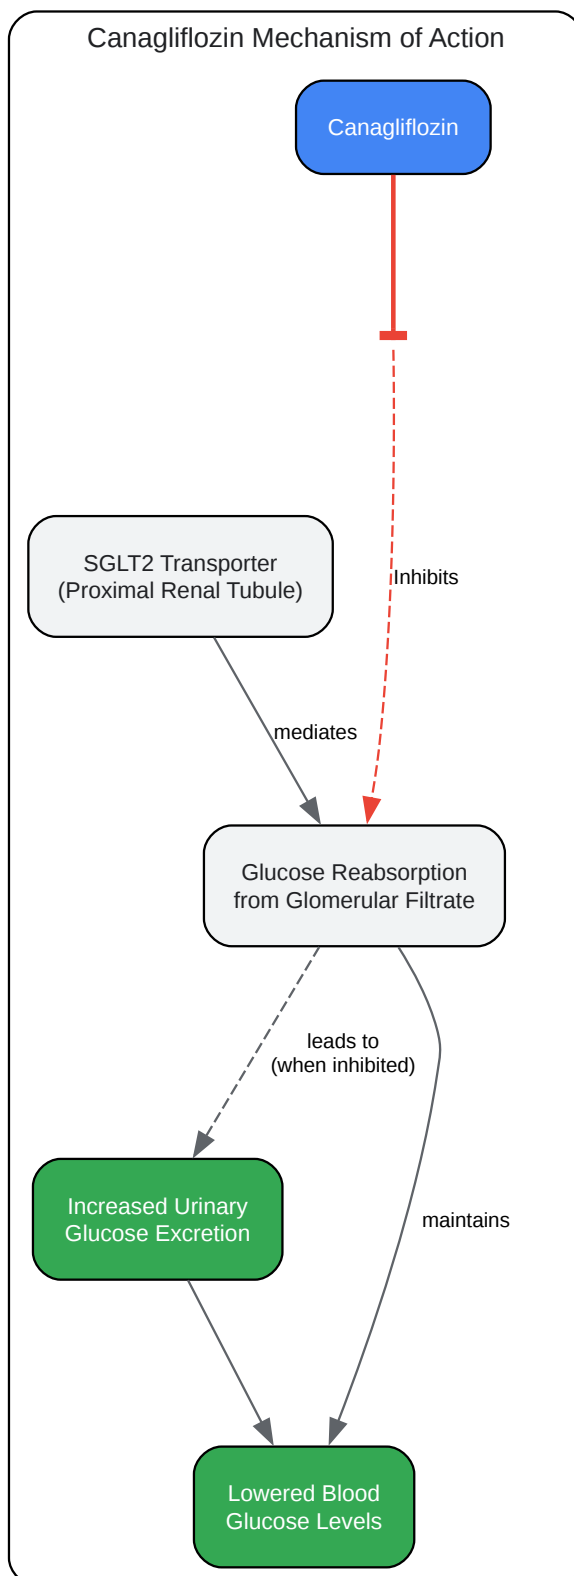 Canagliflozin Mechanism of Action
Canagliflozin
SGLT2 Transporter
(Proximal Renal Tubule)
Inhibits
mediates
Glucose Reabsorption
from Glomerular Filtrate
leads to
(when inhibited)
Increased Urinary
Glucose Excretion
maintains
Lowered Blood
Glucose Levels